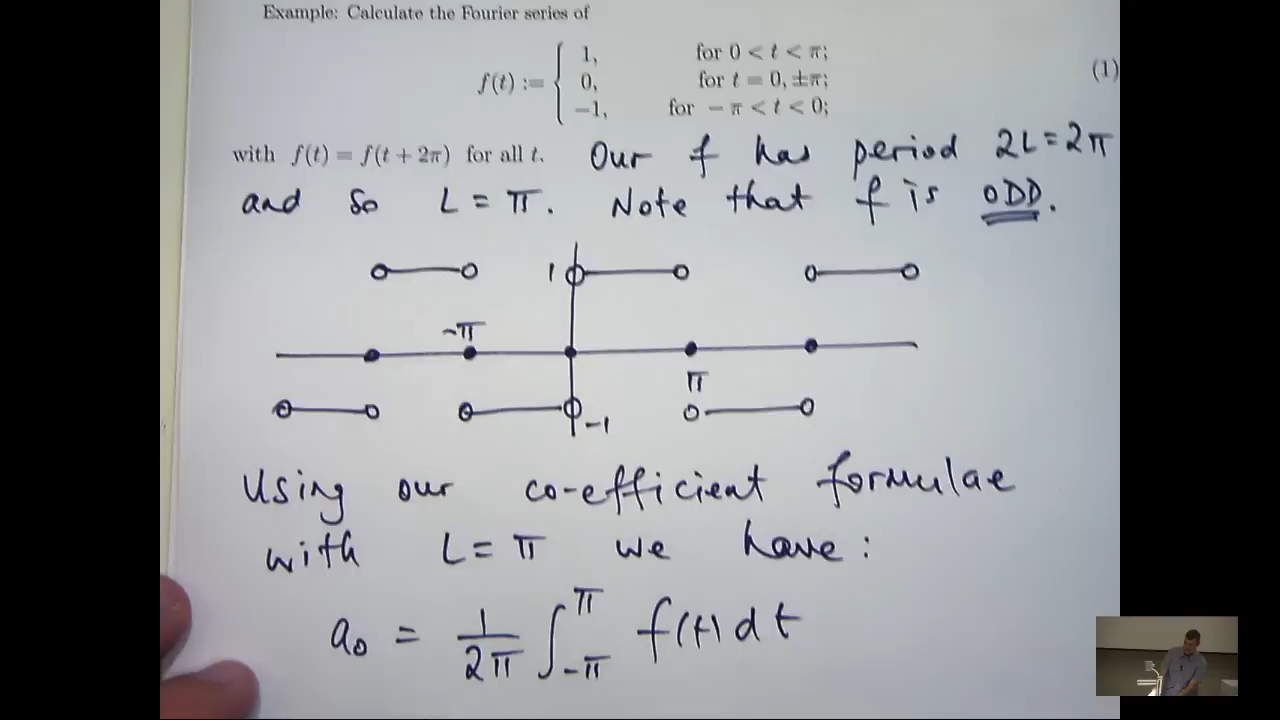 Example: Calculate the Fourier series of
f(t) := { 1, for 0 < t < π;
0, for t = 0, ±π;
−1, for − π < t < 0;
(1)
with f(t) = f(t + 2π) for all t. Our f has period 2L = 2π
and so L = π. Note that f is ODD.
1
-π
π
-1
Using our co-efficient formulae
with L = π we have:
a₀ = 1/2π ∫_{-π}^{π} f(t) dt